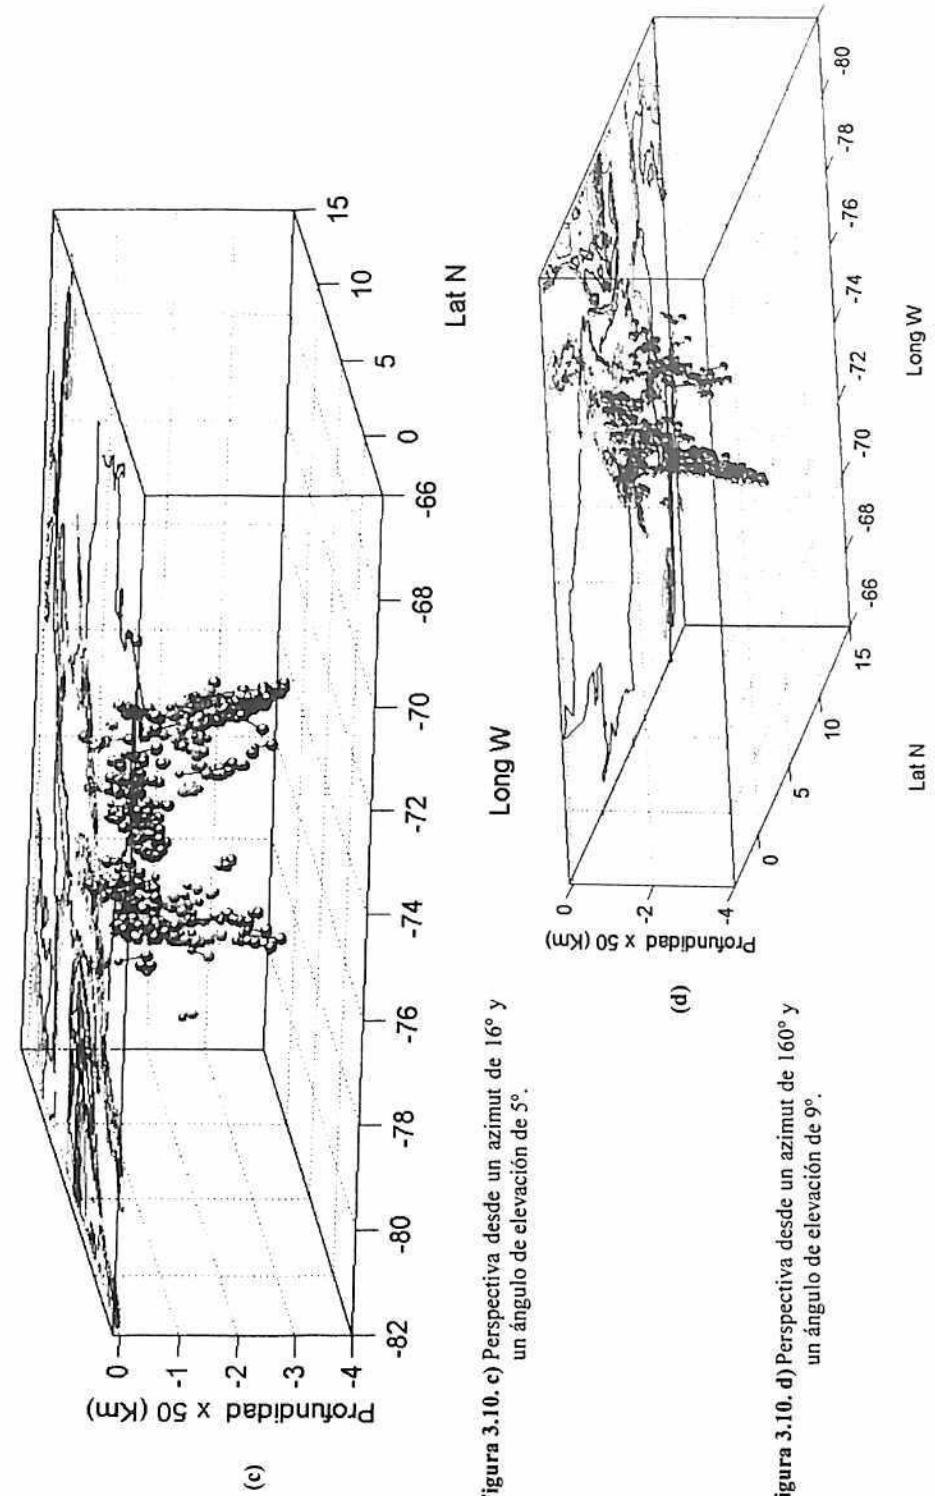 0
-1
-2
-3
-4
Profundidad x 50 (Km)
-82
-80
-78
-76
-74
-72
-70
-68
-66
Long W
0
5
10
15
Lat N
(c)
igura 3.10. c) Perspectiva desde un azimut de 16° y
un ángulo de elevación de 5°.
0
-2
-4
Profundidad x 50 (Km)
0
5
10
15
Lat N
-66
-68
-70
-72
-74
-76
-78
-80
Long W
(d)
igura 3.10. d) Perspectiva desde un azimut de 160° y
un ángulo de elevación de 9°.